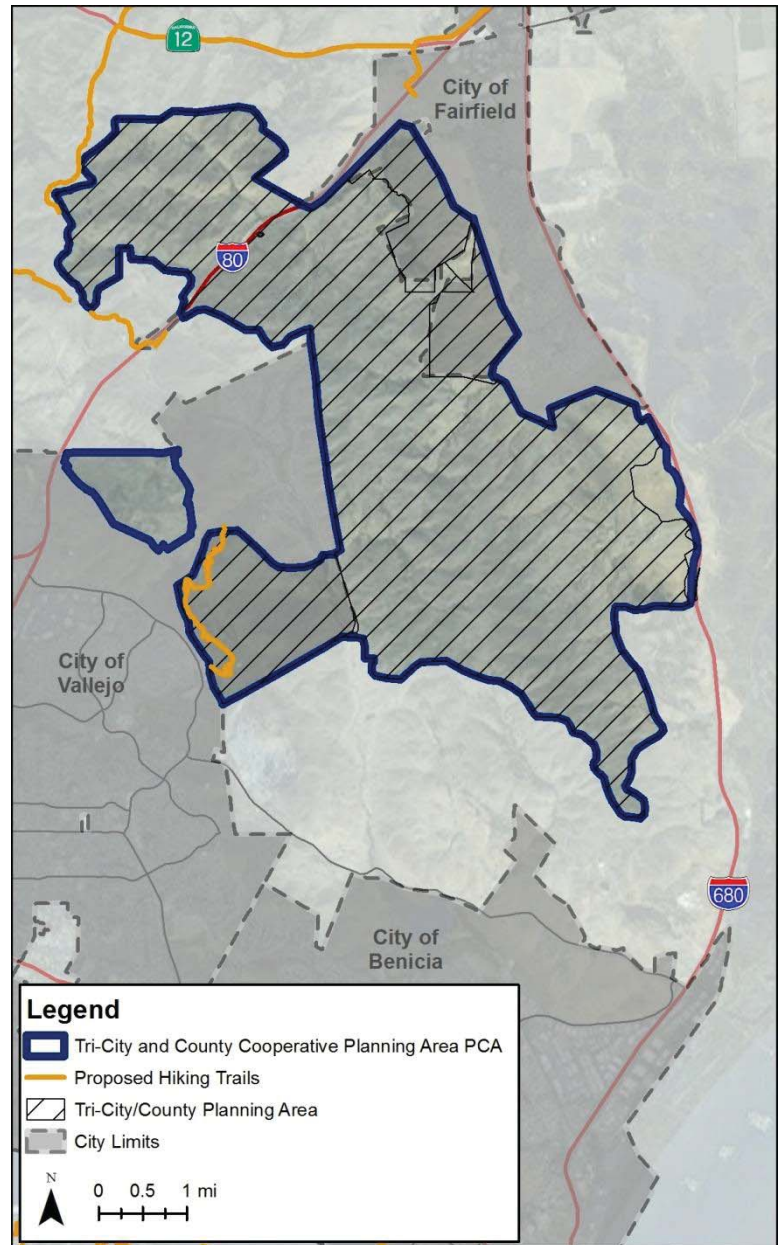 CALIFORNIA
12
City of
Fairfield
80
City of
Vallejo
680
City of
Benicia
Legend
Tri-City and County Cooperative Planning Area PCA
Proposed Hiking Trails
Tri-City/County Planning Area
City Limits
N
0 0.5 1 mi